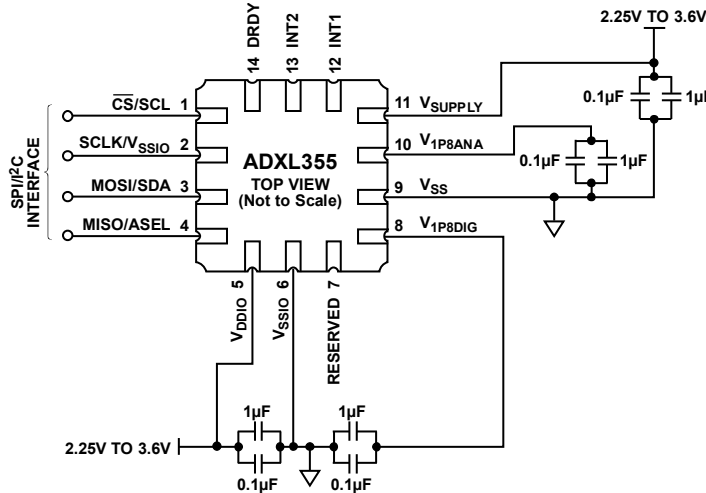 2.25V TO 3.6V
14 DRDY
13 INT2
12 INT1
0.1µF
1µF
CS/SCL 1
SCLK/VSSIO 2
MOSI/SDA 3
MISO/ASEL 4
SPI/I2C
INTERFACE
ADXL355
TOP VIEW
(Not to Scale)
11 VSUPPLY
10 V1P8ANA
9 VSS
8 V1P8DIG
0.1µF
1µF
VDDIO 5
VSSIO 6
RESERVED 7
1µF
1µF
2.25V TO 3.6V
0.1µF
0.1µF